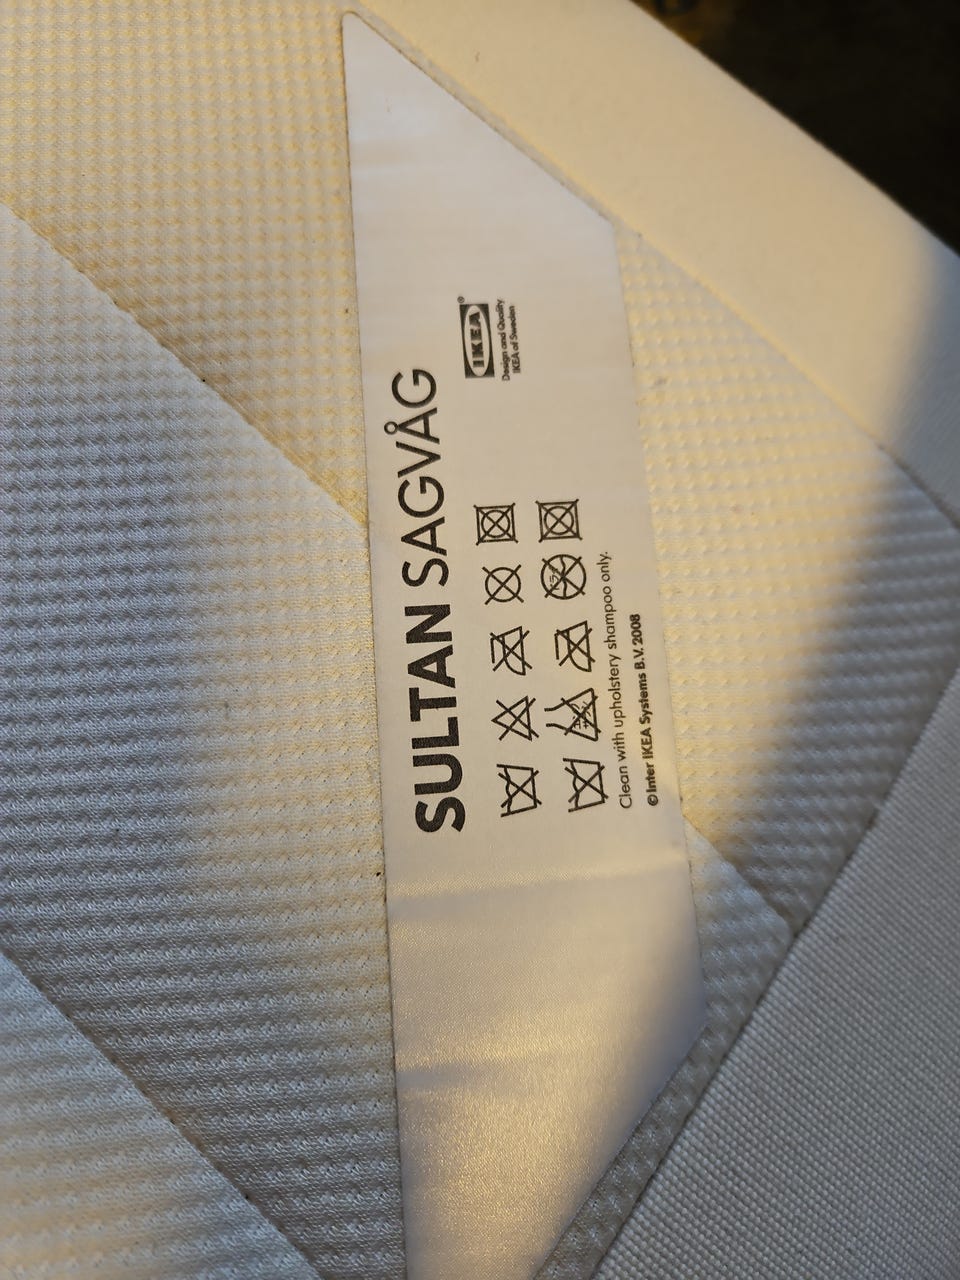 SULTAN SAGVÅG
IKEA®
Design and Quality
IKEA of Sweden
Clean with upholstery shampoo only.
© Inter IKEA Systems B.V. 2008